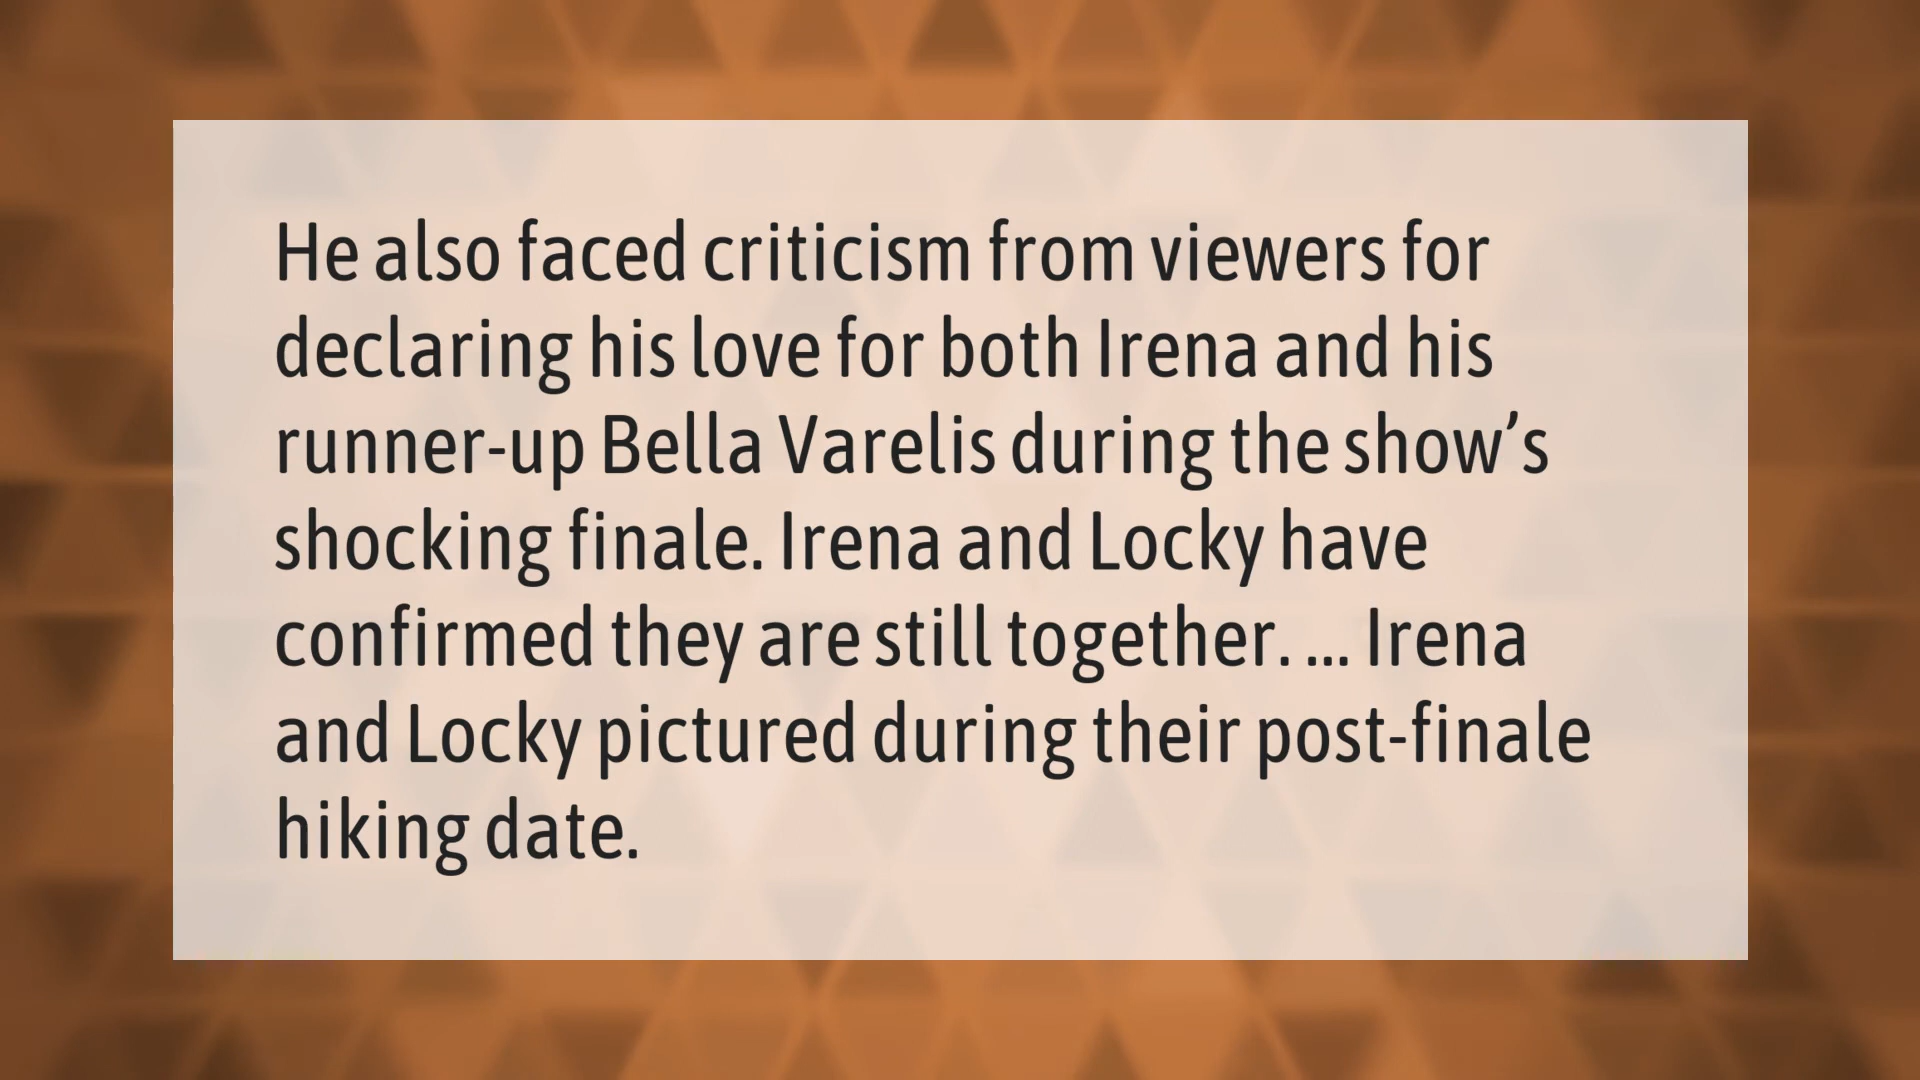 He also faced criticism from viewers for
declaring his love for both Irena and his
runner-up Bella Varelis during the show’s
shocking finale. Irena and Locky have
confirmed they are still together. ... Irena
and Locky pictured during their post-finale
hiking date.